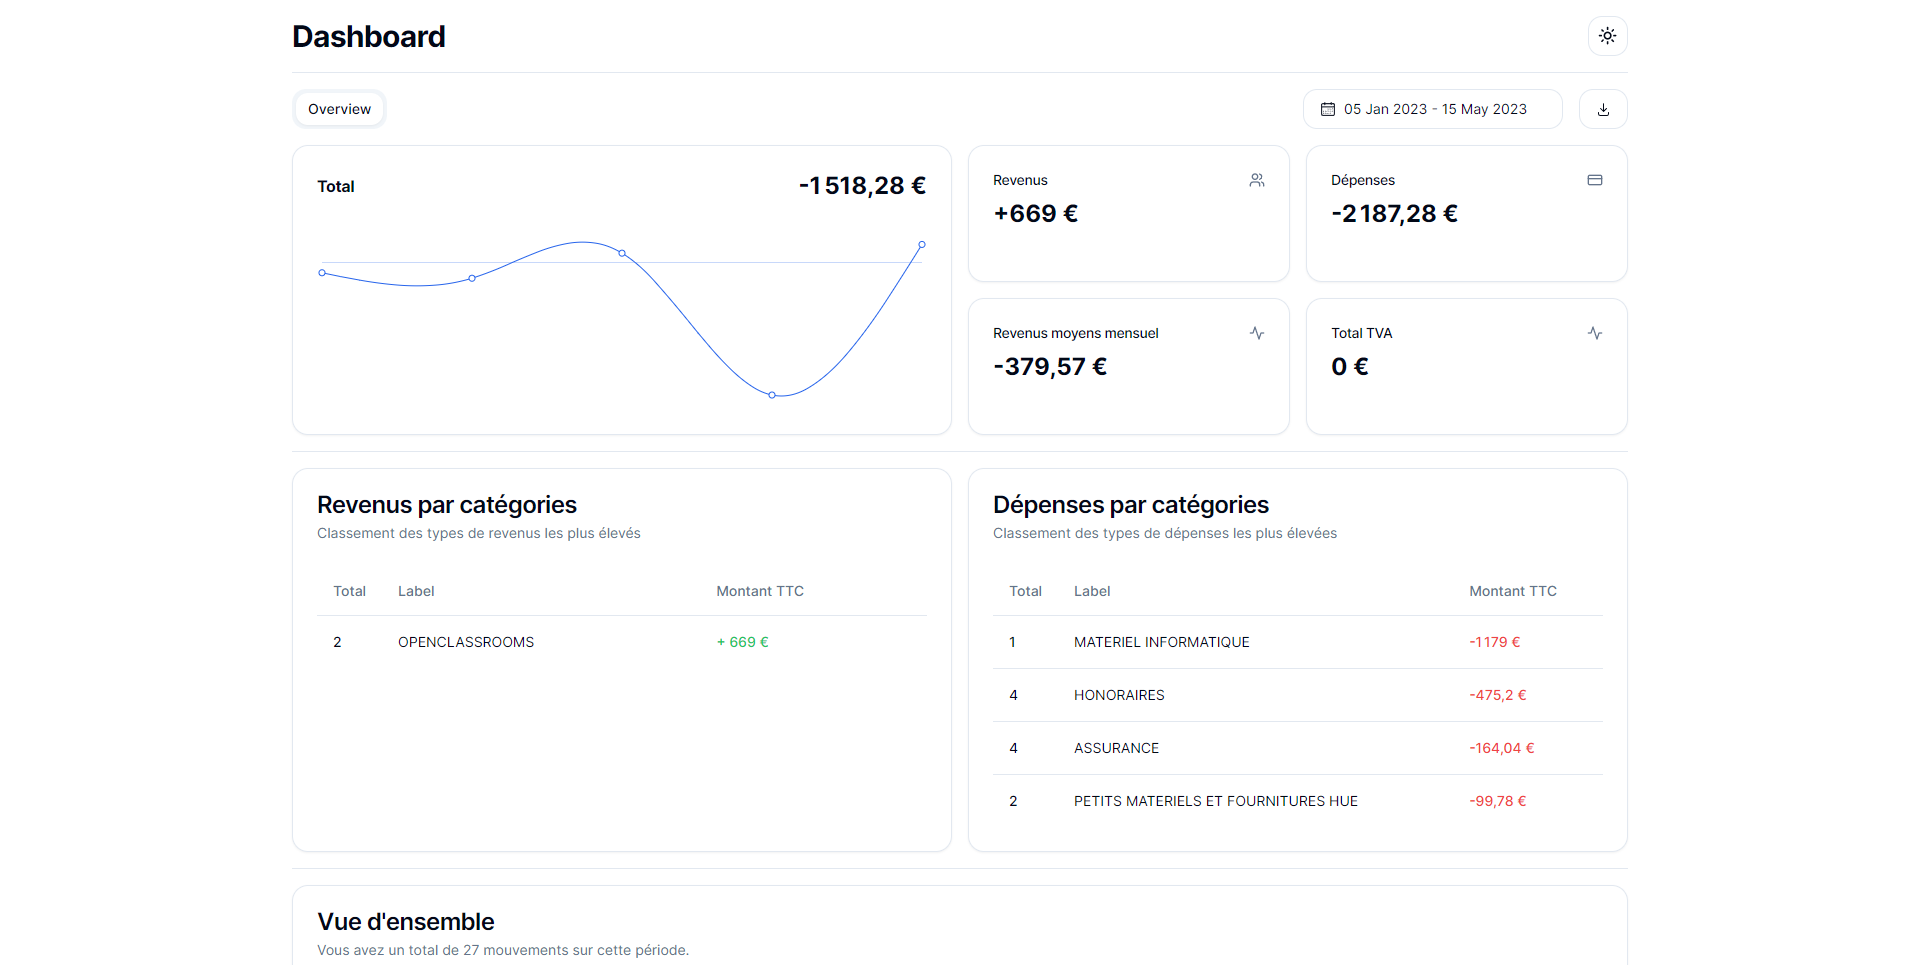 Dashboard
Overview
05 Jan 2023 - 15 May 2023
Total
-1 518,28 €
Revenus
+669 €
Dépenses
-2 187,28 €
Revenus moyens mensuel
-379,57 €
Total TVA
0 €
Revenus par catégories
Classement des types de revenus les plus élevés
Total Label Montant TTC
2 OPENCLASSROOMS + 669 €
Dépenses par catégories
Classement des types de dépenses les plus élevées
Total Label Montant TTC
1 MATERIEL INFORMATIQUE -1 179 €
4 HONORAIRES -475,2 €
4 ASSURANCE -164,04 €
2 PETITS MATERIELS ET FOURNITURES HUE -99,78 €
Vue d'ensemble
Vous avez un total de 27 mouvements sur cette période.